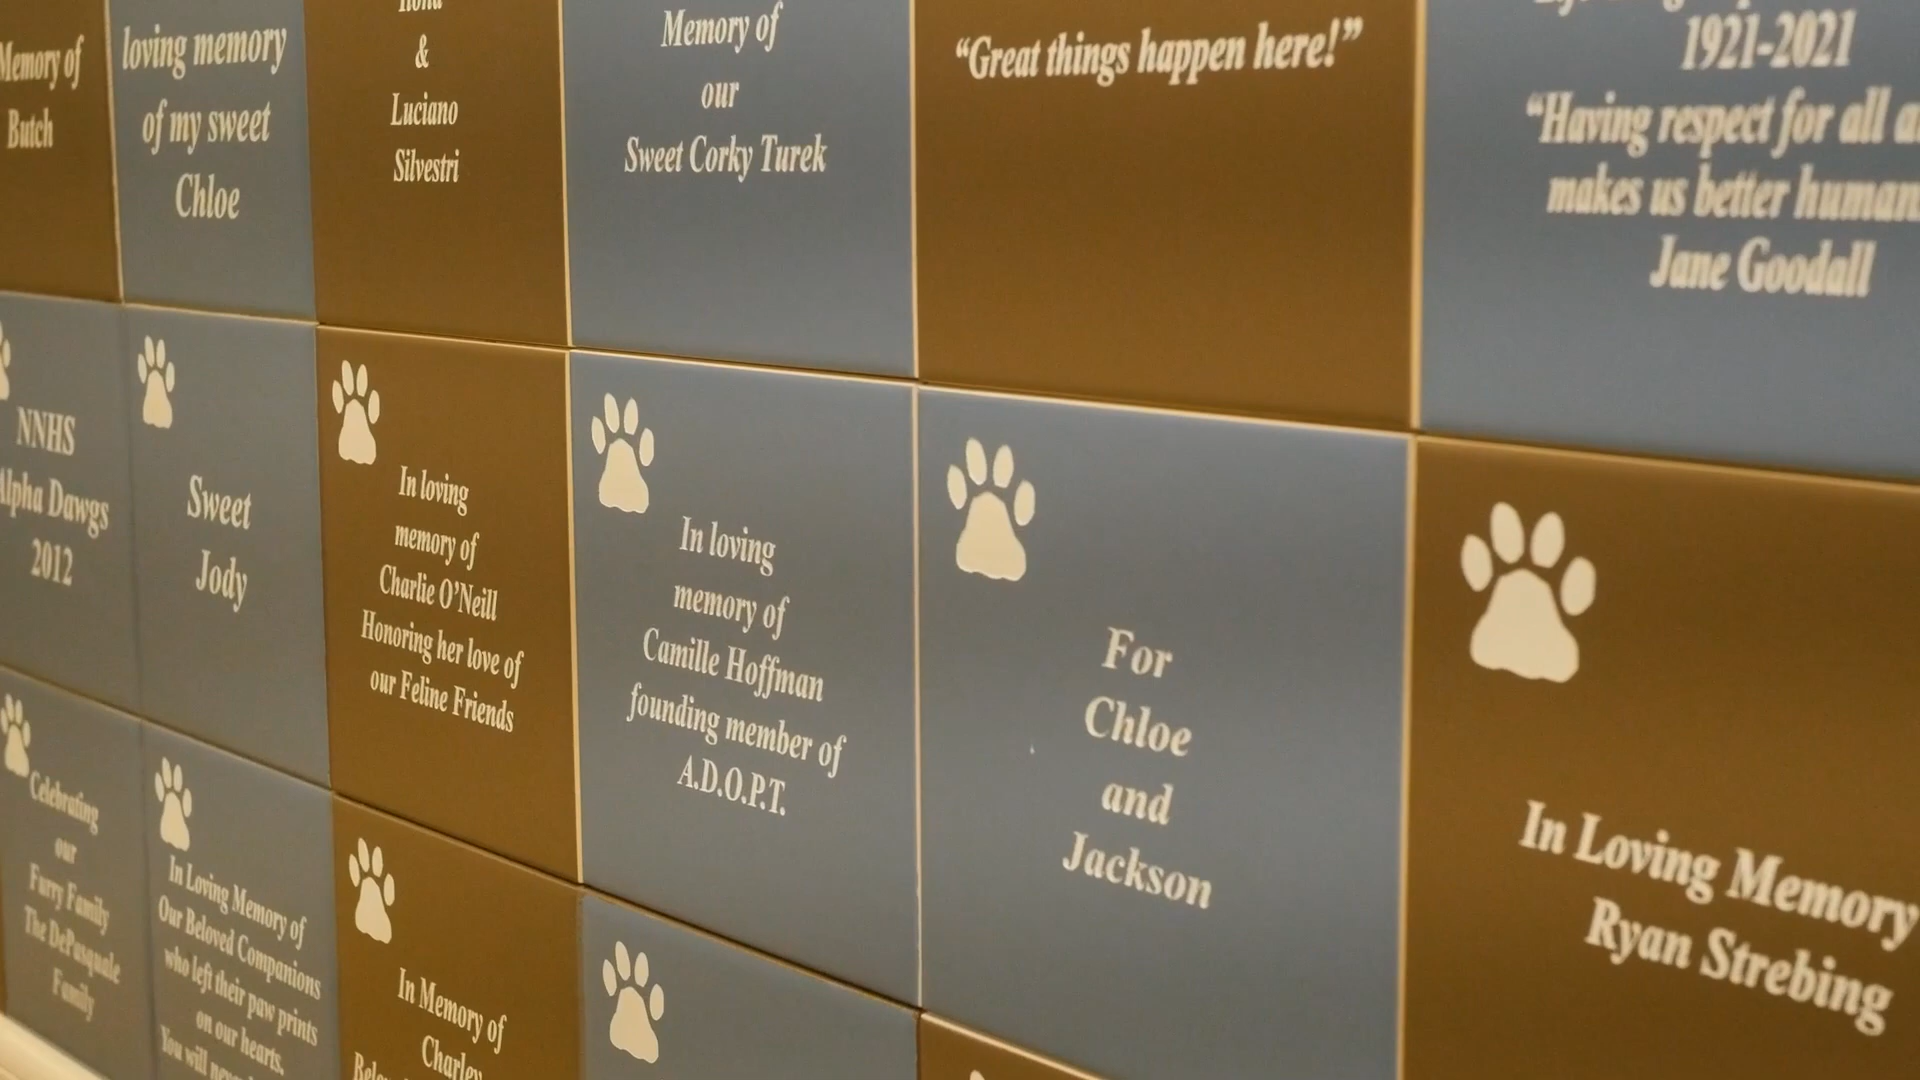 Memory of
Butch
loving memory
of my sweet
Chloe
&
Luciano
Silvestri
Memory of
our
Sweet Corky Turek
“Great things happen here!”
1921-2021
“Having respect for all
makes us better
Jane Goodall
NNHS
Alpha Dawgs
2012
Sweet
Jody
In loving
memory of
Charlie O’Neill
Honoring her love of
our Feline Friends
In loving
memory of
Camille Hoffman
founding member of
A.D.O.P.T.
For
Chloe
and
Jackson
In Loving Memory
Ryan Strebing
Celebrating
our
Furry Family
The DePasquale
Family
In Loving Memory of
Our Beloved Companions
who left their paw prints
on our hearts.
You will
In Memory of
Charley